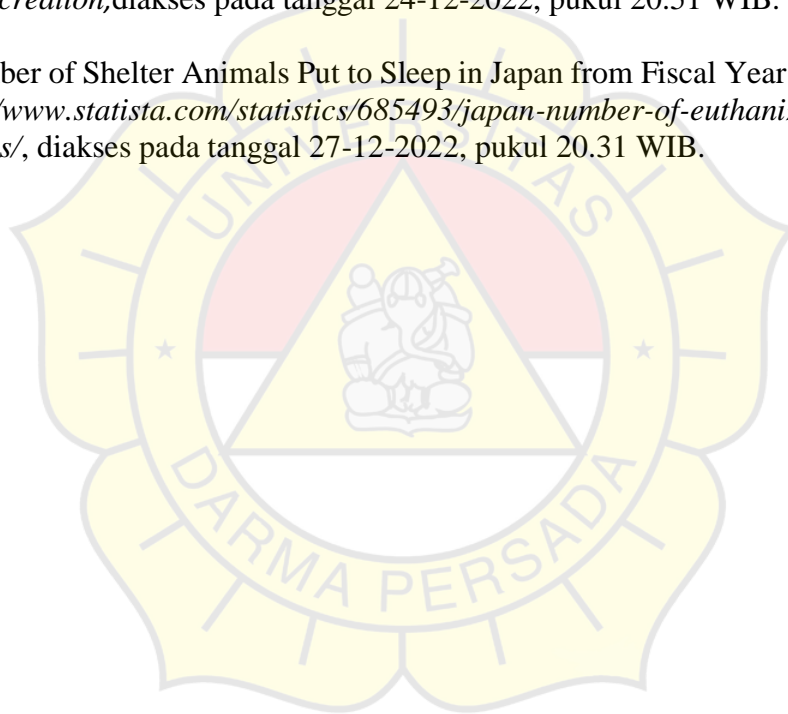 creation,diakses pada tanggal 24-12-2022, pukul 20.51 WIB.
ber of Shelter Animals Put to Sleep in Japan from Fiscal Year
/www.statista.com/statistics/685493/japan-number-of-euthani
s/, diakses pada tanggal 27-12-2022, pukul 20.31 WIB.
UNIVERSITAS
DARMA PERSADA